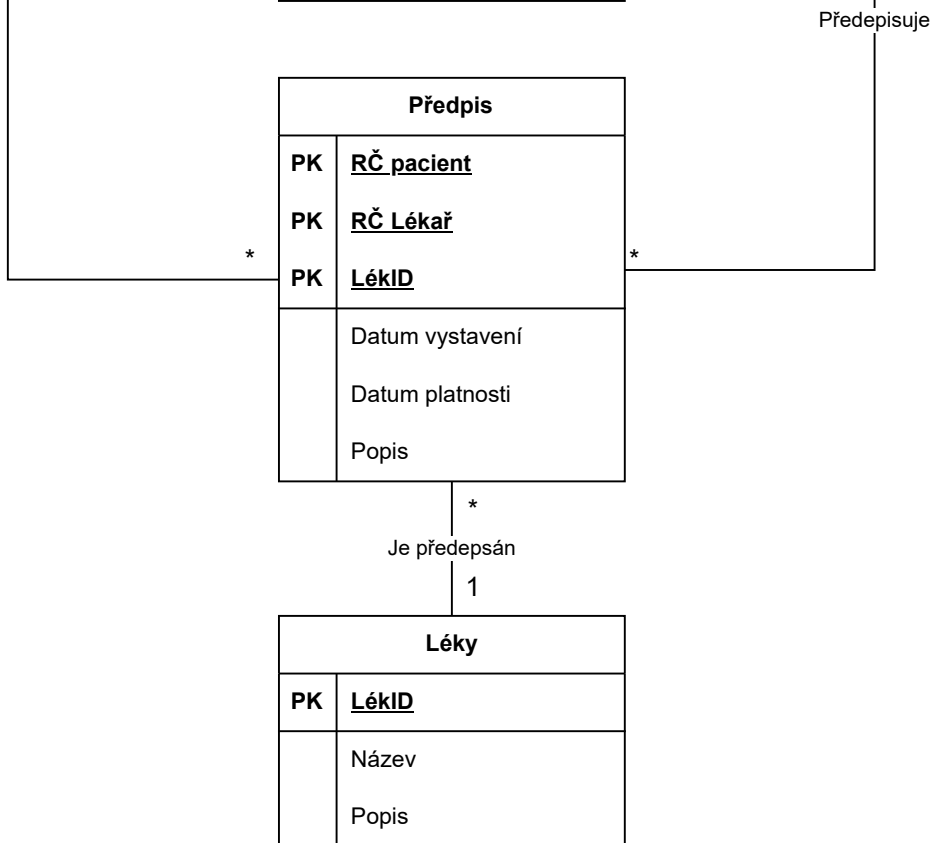 Předepisuje
Předpis
PK RČ pacient
PK RČ Lékař
* *
PK LékID
Datum vystavení
Datum platnosti
Popis
*
Je předepsán
1
Léky
PK LékID
Název
Popis